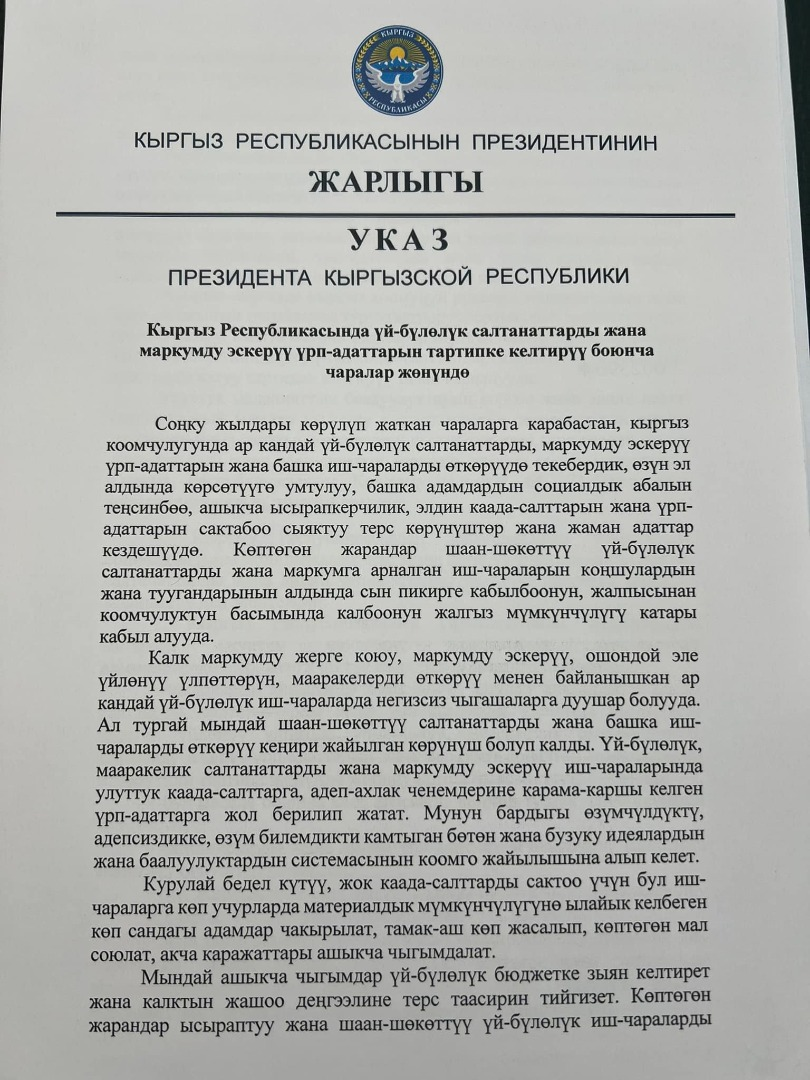 КЫРГЫЗ
РЕСПУБЛИКАСЫ
КЫРГЫЗ РЕСПУБЛИКАСЫНЫН ПРЕЗИДЕНТИНИН
ЖАРЛЫГЫ
УКАЗ
ПРЕЗИДЕНТА КЫРГЫЗСКОЙ РЕСПУБЛИКИ
Кыргыз Республикасында үй-бүлөлүк салтанаттарды жана
маркумду эскерүү үрп-адаттарын тартипке келтирүү боюнча
чаралар жөнүндө
Соңку жылдары көрүлүп жаткан чараларга карабастан, кыргыз
коомчулугунда ар кандай үй-бүлөлүк салтанаттарды, маркумду эскерүү
үрп-адаттарын жана башка иш-чараларды өткөрүүдө текебердик, өзүн эл
алдында көрсөтүүгө умтулуу, башка адамдардын социалдык абалын
теңсинбөө, ашыкча ысырапкерчилик, элдин каада-салттарын жана үрп-
адаттарын сактабоо сыяктуу терс көрүнүштөр жана жаман адаттар
кездешүүдө. Көптөгөн жарандар шаан-шөкөттүү үй-бүлөлүк
салтанаттарды жана маркумга арналган иш-чараларын коңшулардын
жана туугандарынын алдында сын пикирге кабылбоонун, жалпысынан
коомчулуктун басымында калбоонун жалгыз мүмкүнчүлүгү катары
кабыл алууда.
Калк маркумду жерге коюу, маркумду эскерүү, ошондой эле
үйлөнүү үлпөттөрүн, мааракелерди өткөрүү менен байланышкан ар
кандай үй-бүлөлүк иш-чараларда негизсиз чыгашаларга дуушар болууда.
Ал тургай мындай шаан-шөкөттүү салтанаттарды жана башка иш-
чараларды өткөрүү кеңири жайылган көрүнүш болуп калды. Үй-бүлөлүк,
мааракелик салтанаттарды жана маркумду эскерүү иш-чараларында
улуттук каада-салттарга, адеп-ахлак ченемдерине карама-каршы келген
үрп-адаттарга жол берилип жатат. Мунун бардыгы өзүмчүлдүктү,
адепсиздикке, өзүм билемдикти камтыган бөтөн жана бузуку идеялардын
жана баалуулуктардын системасынын коомго жайылышына алып келет.
Курулай бедел күтүү, жок каада-салттарды сактоо үчүн бул иш-
чараларга көп учурларда материалдык мүмкүнчүлүгүнө ылайык келбеген
көп сандагы адамдар чакырылат, тамак-аш көп жасалып, көптөгөн мал
союлат, акча каражаттары ашыкча чыгымдалат.
Мындай ашыкча чыгымдар үй-бүлөлүк бюджетке зыян келтирет
жана калктын жашоо деңгээлине терс таасирин тийгизет. Көптөгөн
жарандар ысыраптуу жана шаан-шөкөттүү үй-бүлөлүк иш-чараларды